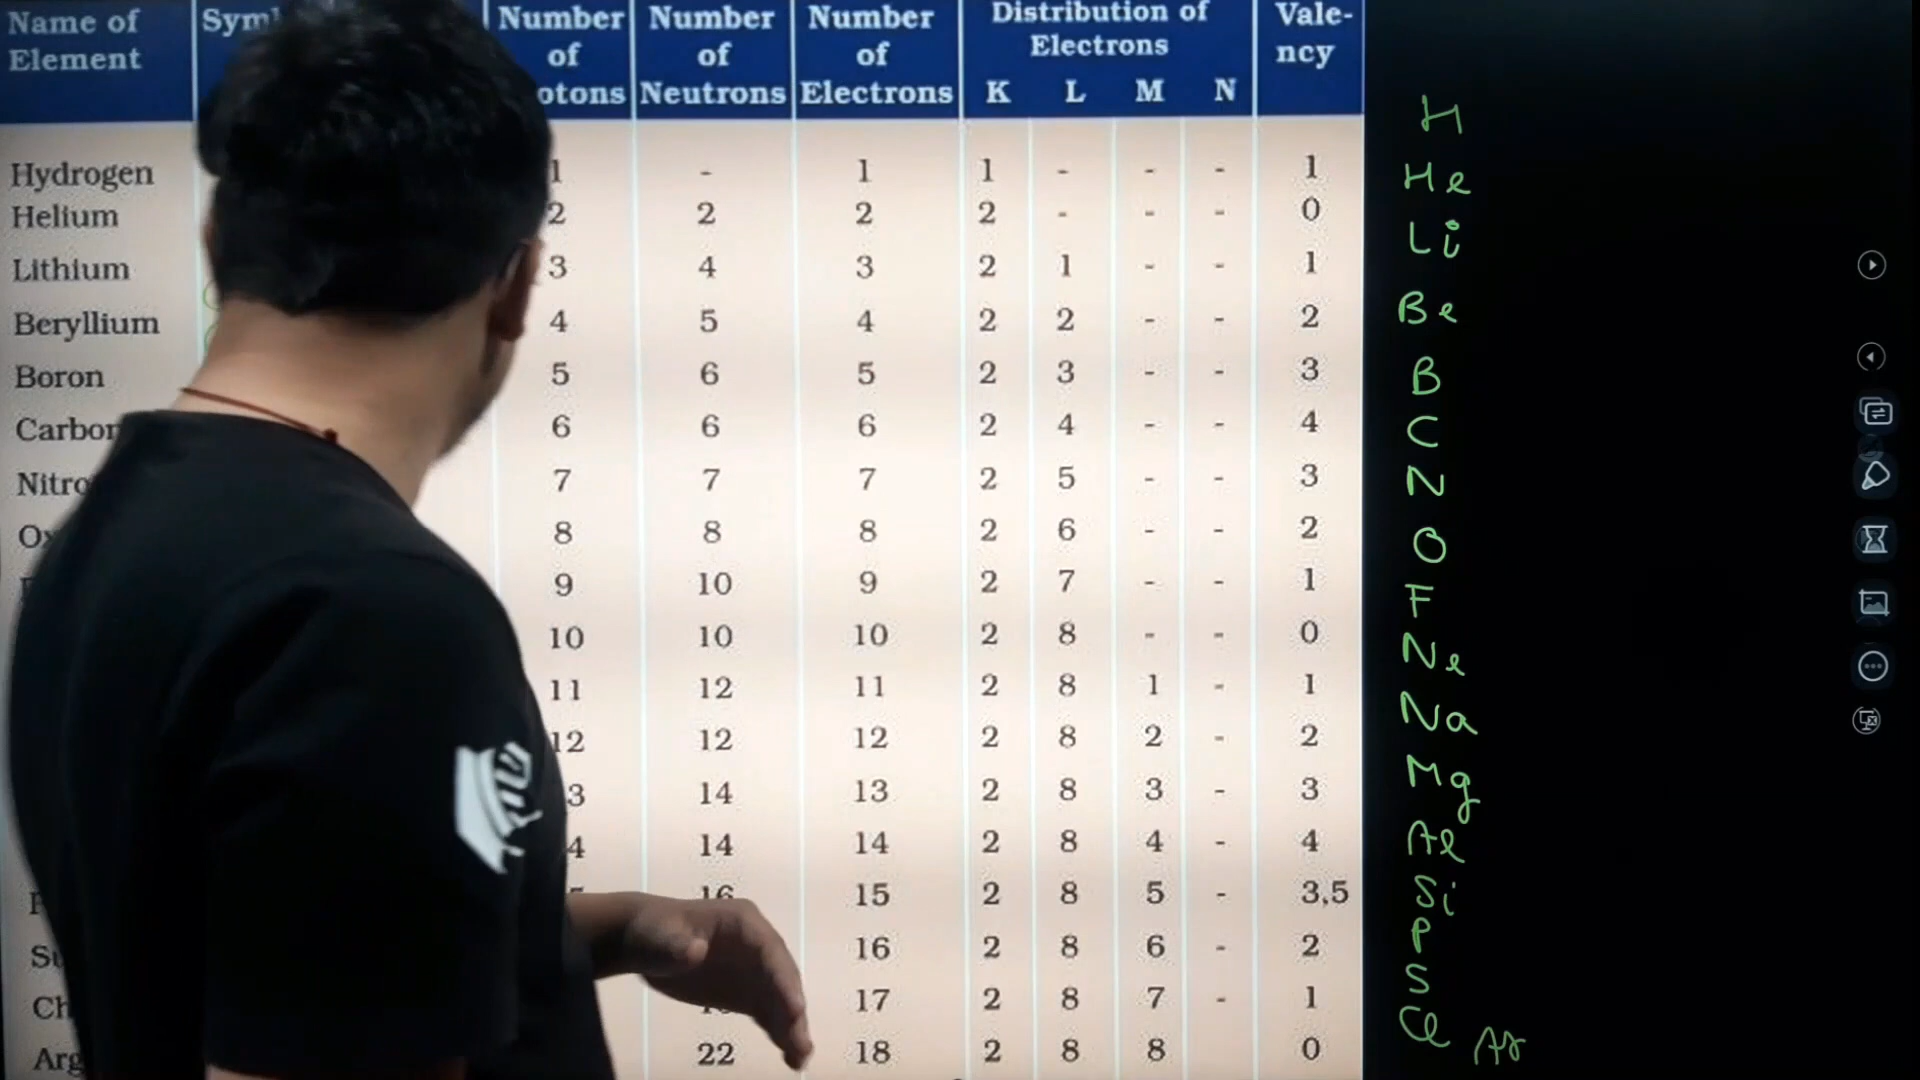 Name of Element Number of Number of Neutrons Number of Electrons Distribution of Electrons Vale-ncy
K L M N
Hydrogen 1 - 1 1 - - - 1
Helium 2 2 2 2 - - - 0
Lithium 3 4 3 2 1 - - 1
Beryllium 4 5 4 2 2 - - 2
Boron 5 6 5 2 3 - - 3
6 6 6 2 4 - - 4
7 7 7 2 5 - - 3
8 8 8 2 6 - - 2
9 10 9 2 7 - - 1
10 10 10 2 8 - - 0
11 12 11 2 8 1 - 1
12 12 12 2 8 2 - 2
3 14 13 2 8 3 - 3
4 14 14 2 8 4 - 4
16 15 2 8 5 - 3,5
16 2 8 6 - 2
17 2 8 7 - 1
22 18 2 8 8 0
H
He
Li
Be
B
C
N
O
F
Ne
Na
Mg
Al
Si
P
S
Cl Ar